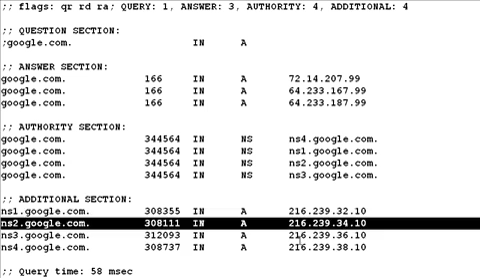 ;; flags: qr rd ra; QUERY: 1, ANSWER: 3, AUTHORITY: 4, ADDITIONAL: 4
;; QUESTION SECTION:
;google.com. IN A
;; ANSWER SECTION:
google.com. 166 IN A 72.14.207.99
google.com. 166 IN A 64.233.167.99
google.com. 166 IN A 64.233.187.99
;; AUTHORITY SECTION:
google.com. 344564 IN NS ns4.google.com.
google.com. 344564 IN NS ns1.google.com.
google.com. 344564 IN NS ns2.google.com.
google.com. 344564 IN NS ns3.google.com.
;; ADDITIONAL SECTION:
ns1.google.com. 308355 IN A 216.239.32.10
ns2.google.com. 308111 IN A 216.239.34.10
ns3.google.com. 312093 IN A 216.239.36.10
ns4.google.com. 308737 IN A 216.239.38.10
;; Query time: 58 msec